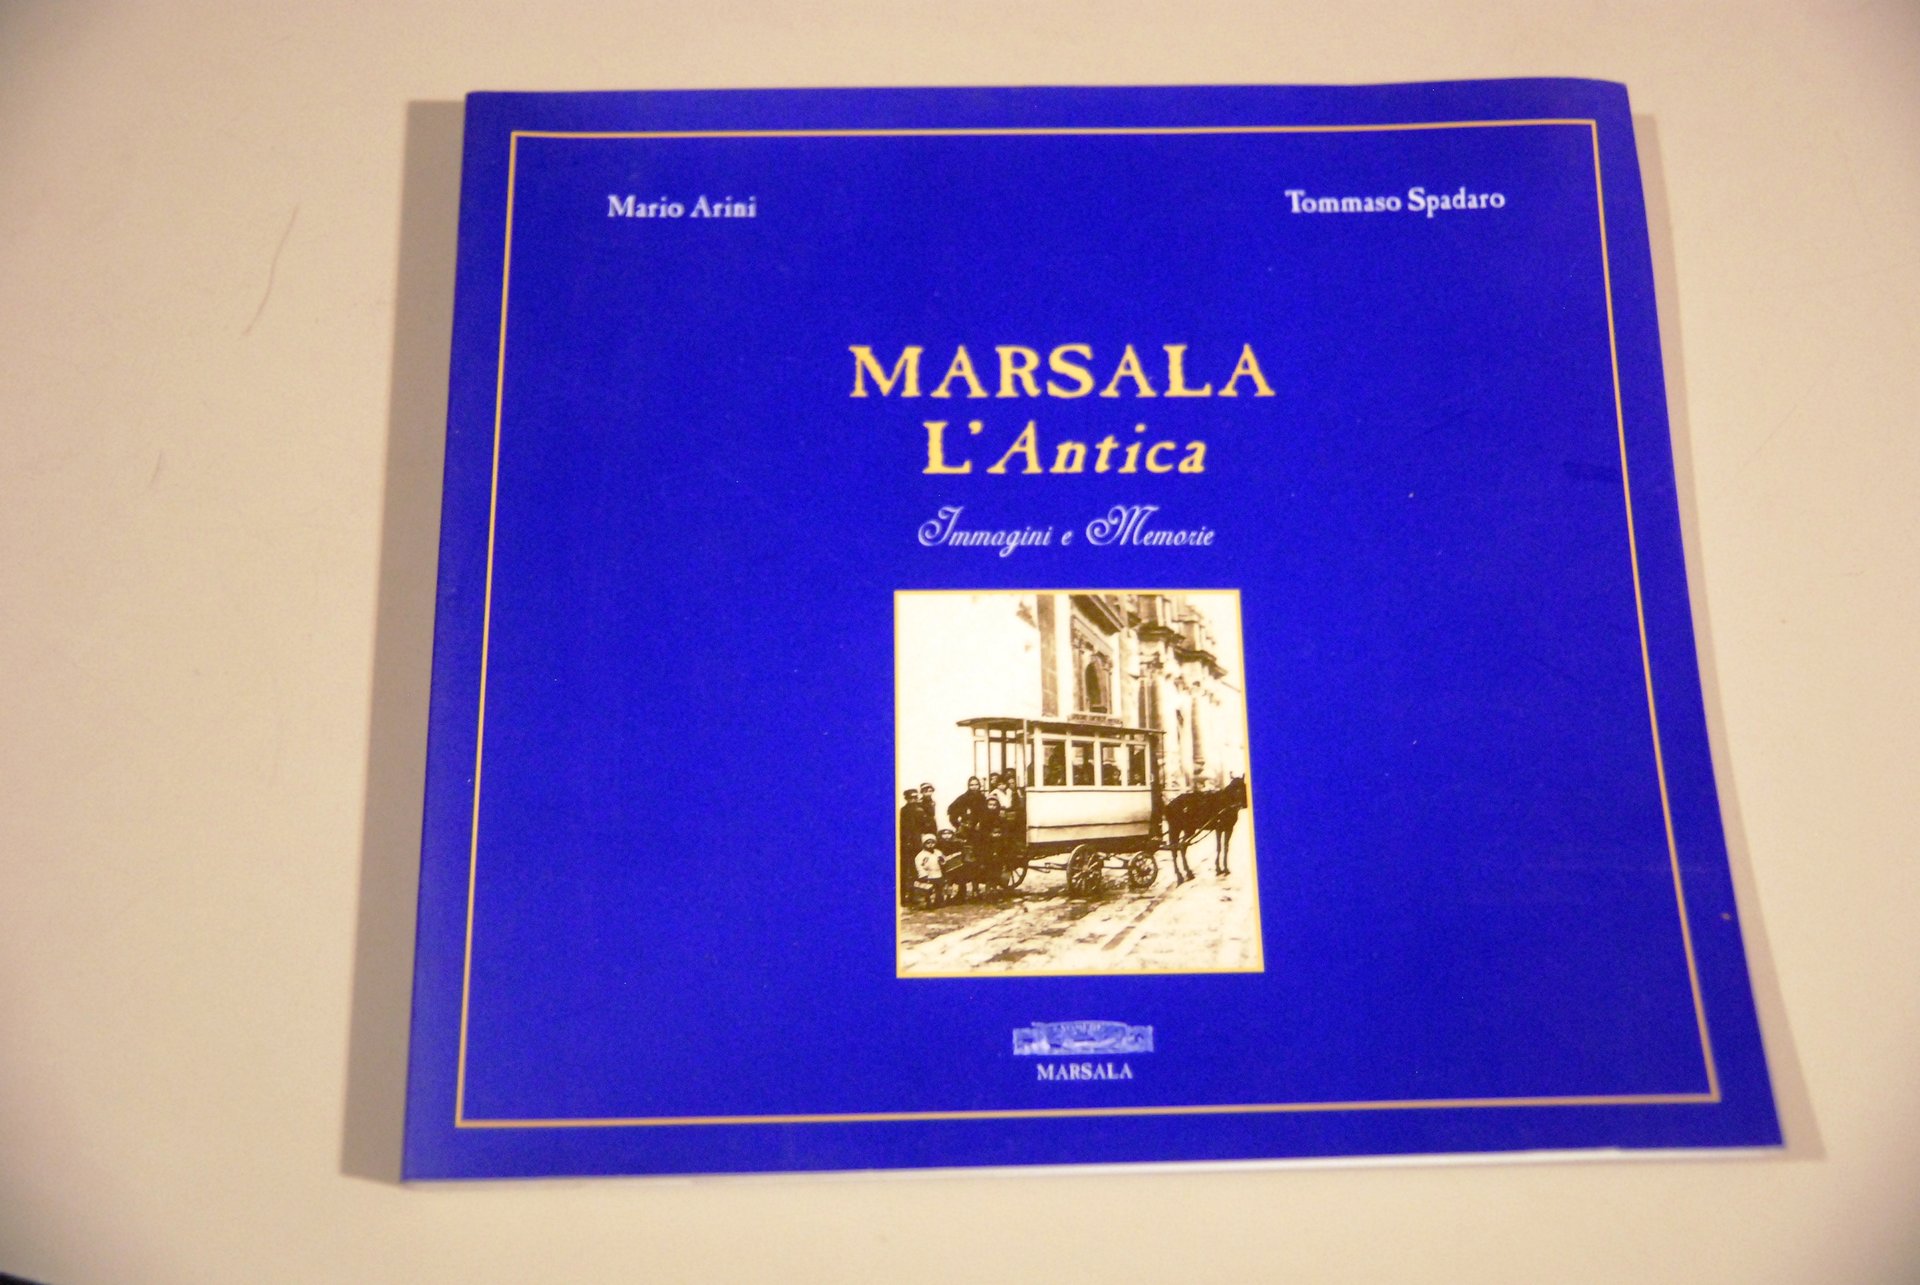 Mario Arini
Tommaso Spadaro
MARSALA
L'Antica
Immagini e Memorie
MARSALA